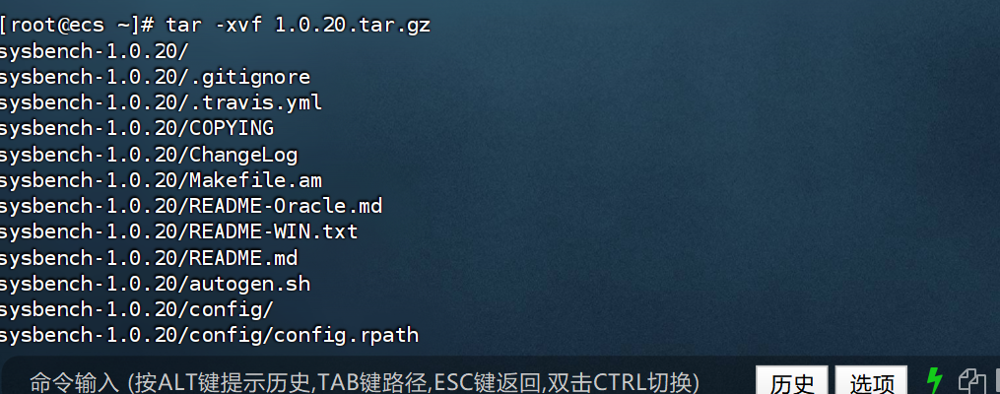 [root@ecs ~]# tar -xvf 1.0.20.tar.gz
sysbench-1.0.20/
sysbench-1.0.20/.gitignore
sysbench-1.0.20/.travis.yml
sysbench-1.0.20/COPYING
sysbench-1.0.20/ChangeLog
sysbench-1.0.20/Makefile.am
sysbench-1.0.20/README-Oracle.md
sysbench-1.0.20/README-WIN.txt
sysbench-1.0.20/README.md
sysbench-1.0.20/autogen.sh
sysbench-1.0.20/config/
sysbench-1.0.20/config/config.rpath
命令输入 (按ALT键提示历史,TAB键路径,ESC键返回,双击CTRL切换) 历史 选项